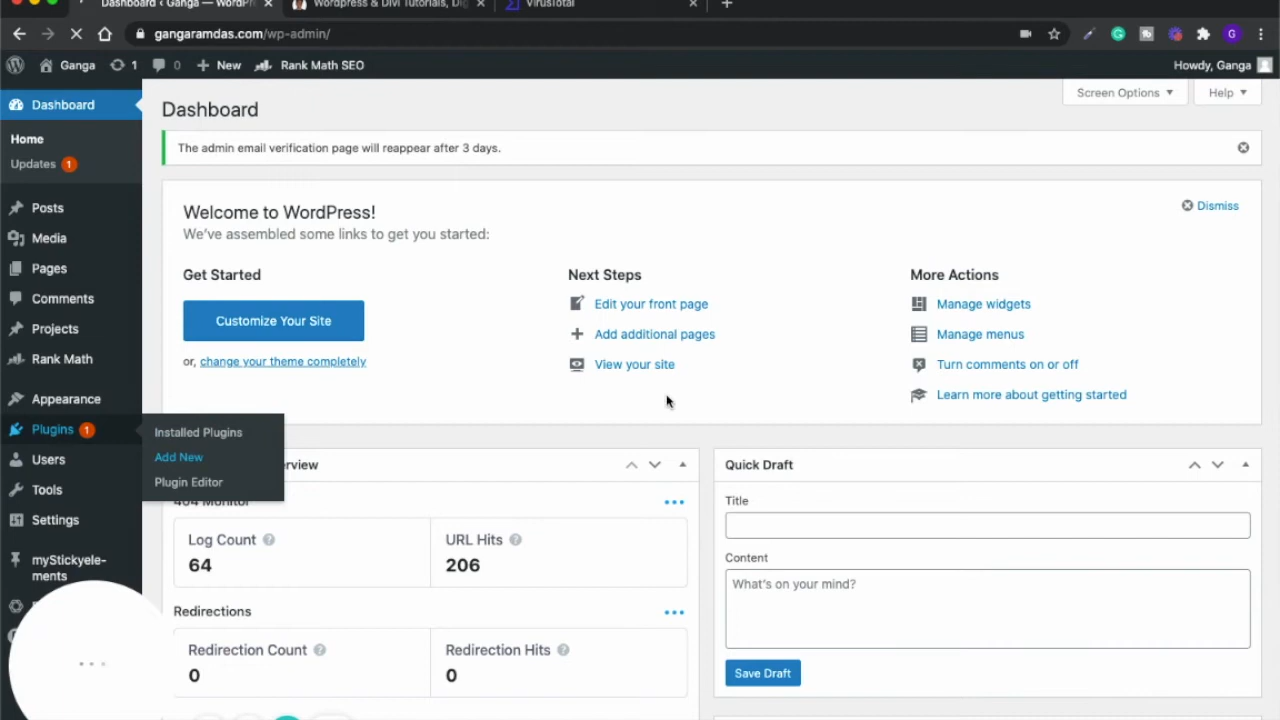 Dashboard ‹ Ganga — WordPr
Wordpress & Divi Tutorials, Dig
VirusTotal
gangaramdas.com/wp-admin/
G
Ganga
1
0
New
Rank Math SEO
Howdy, Ganga
Dashboard
Home
Updates 1
Posts
Media
Pages
Comments
Projects
Rank Math
Appearance
Plugins 1
Users
Tools
Settings
myStickyele-
ments
Installed Plugins
Add New
Plugin Editor
Screen Options
Help
Dashboard
The admin email verification page will reappear after 3 days.
Welcome to WordPress!
We've assembled some links to get you started:
Dismiss
Get Started
Customize Your Site
or, change your theme completely
Next Steps
Edit your front page
Add additional pages
View your site
More Actions
Manage widgets
Manage menus
Turn comments on or off
Learn more about getting started
rview
404 Monitor
Log Count
64
URL Hits
206
Redirections
Redirection Count
0
Redirection Hits
0
Quick Draft
Title
Content
What's on your mind?
Save Draft